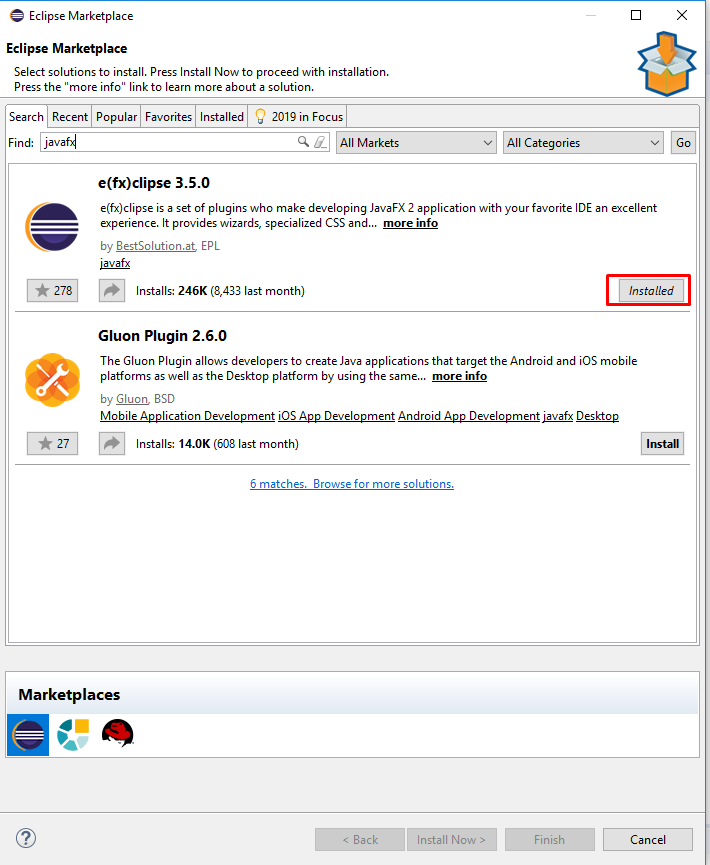 Eclipse Marketplace
Eclipse Marketplace
Select solutions to install. Press Install Now to proceed with installation.
Press the "more info" link to learn more about a solution.
Search Recent Popular Favorites Installed 2019 in Focus
Find: javafx All Markets All Categories Go
e(fx)clipse 3.5.0
e(fx)clipse is a set of plugins who make developing JavaFX 2 application with your favorite IDE an excellent
experience. It provides wizards, specialized CSS and... more info
by BestSolution.at, EPL
javafx
278 Installs: 246K (8,433 last month) Installed
Gluon Plugin 2.6.0
The Gluon Plugin allows developers to create Java applications that target the Android and iOS mobile
platforms as well as the Desktop platform by using the same... more info
by Gluon, BSD
Mobile Application Development iOS App Development Android App Development javafx Desktop
27 Installs: 14.0K (608 last month) Install
6 matches. Browse for more solutions.
Marketplaces
? < Back Install Now > Finish Cancel